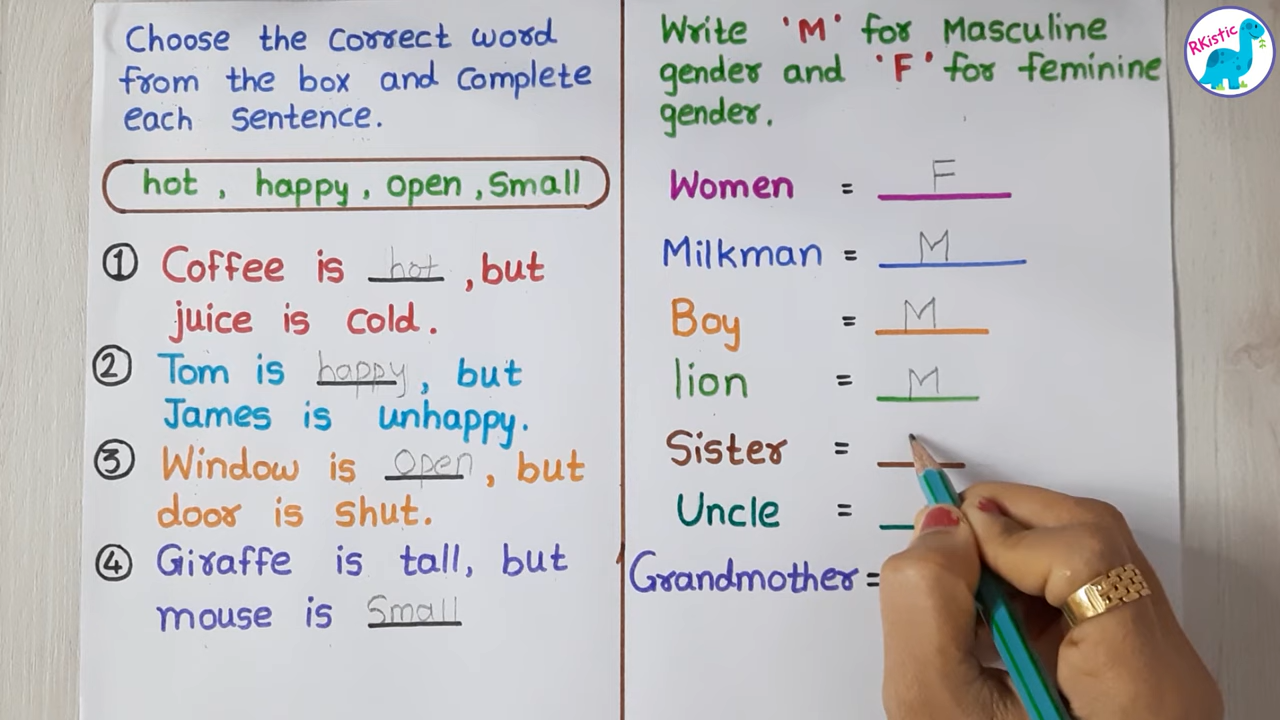 Choose the correct word
from the box and complete
each sentence.
hot , happy , open , Small
① Coffee is hot , but
juice is cold.
② Tom is happy , but
James is unhappy.
③ Window is open , but
door is shut.
④ Giraffe is tall, but
mouse is Small
Write 'M' for Masculine
gender and 'F' for feminine
gender.
Women = F
Milkman = M
Boy = M
lion = M
Sister =
Uncle =
Grandmother =
RKistic